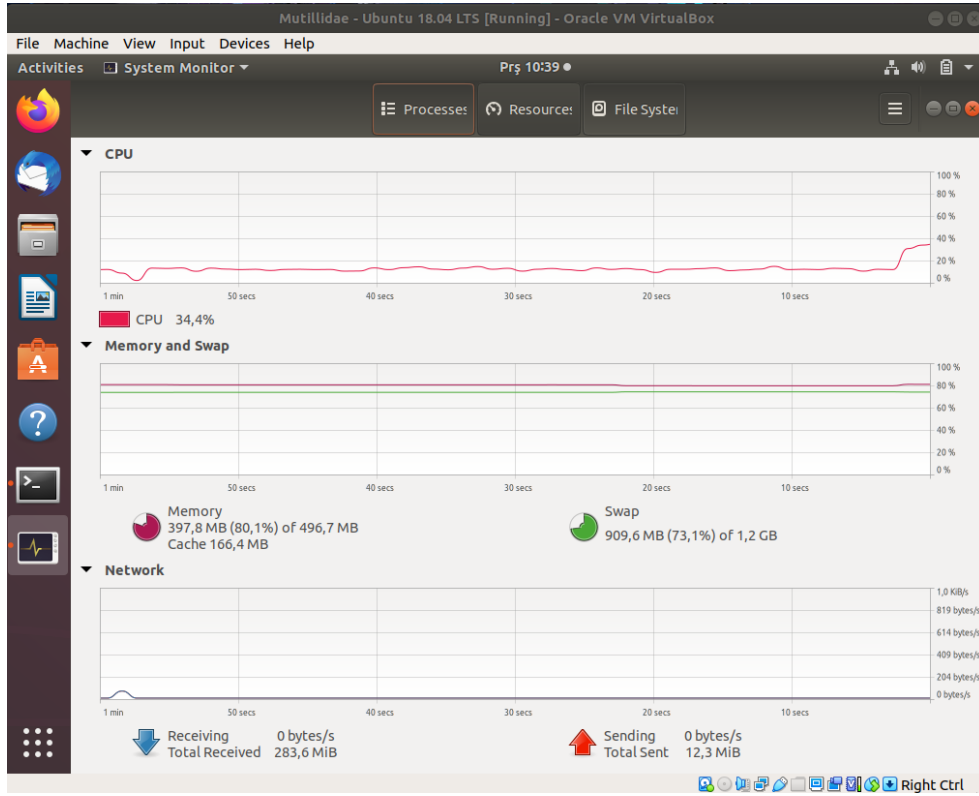 Mutillidae - Ubuntu 18.04 LTS [Running] - Oracle VM VirtualBox
File Machine View Input Devices Help
Activities System Monitor Prş 10:39
Processes Resources File Syster
CPU
100 %
80 %
60 %
40 %
20 %
0 %
1 min 50 secs 40 secs 30 secs 20 secs 10 secs
CPU 34,4%
Memory and Swap
100 %
80 %
60 %
40 %
20 %
0 %
1 min 50 secs 40 secs 30 secs 20 secs 10 secs
Memory
397,8 MB (80,1%) of 496,7 MB
Cache 166,4 MB
Swap
909,6 MB (73,1%) of 1,2 GB
Network
1,0 KiB/s
819 bytes/s
614 bytes/s
409 bytes/s
204 bytes/s
0 bytes/s
1 min 50 secs 40 secs 30 secs 20 secs 10 secs
Receiving 0 bytes/s
Total Received 283,6 MiB
Sending 0 bytes/s
Total Sent 12,3 MiB
Right Ctrl